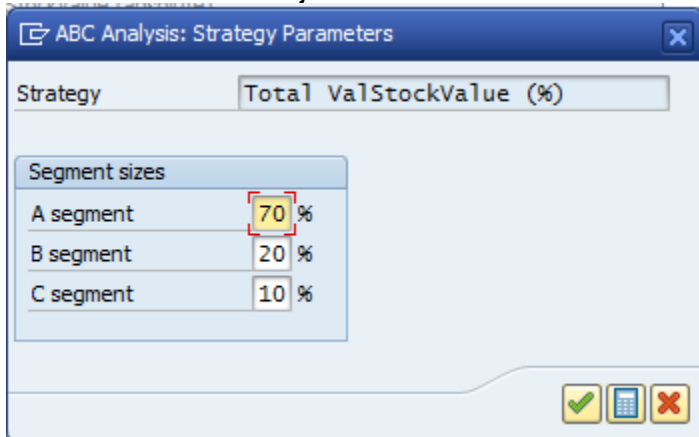 ABC Analysis: Strategy Parameters
Strategy Total ValStockValue (%)
Segment sizes
A segment 70 %
B segment 20 %
C segment 10 %